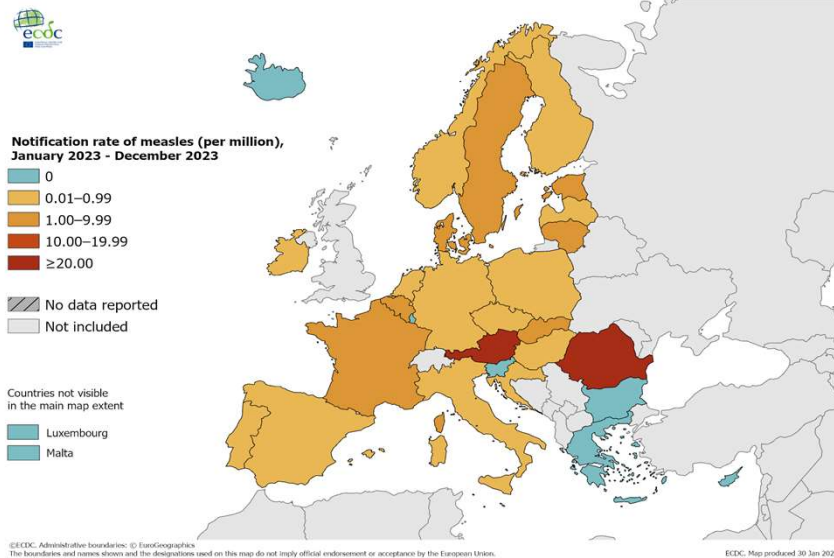 ecdc
Notification rate of measles (per million),
January 2023 - December 2023
0
0.01–0.99
1.00–9.99
10.00–19.99
≥20.00
No data reported
Not included
Countries not visible
in the main map extent
Luxembourg
Malta
©ECDC. Administrative boundaries: © EuroGeographics
The boundaries and names shown and the designations used on this map do not imply official endorsement or acceptance by the European Union.
ECDC. Map produced 30 Jan 202